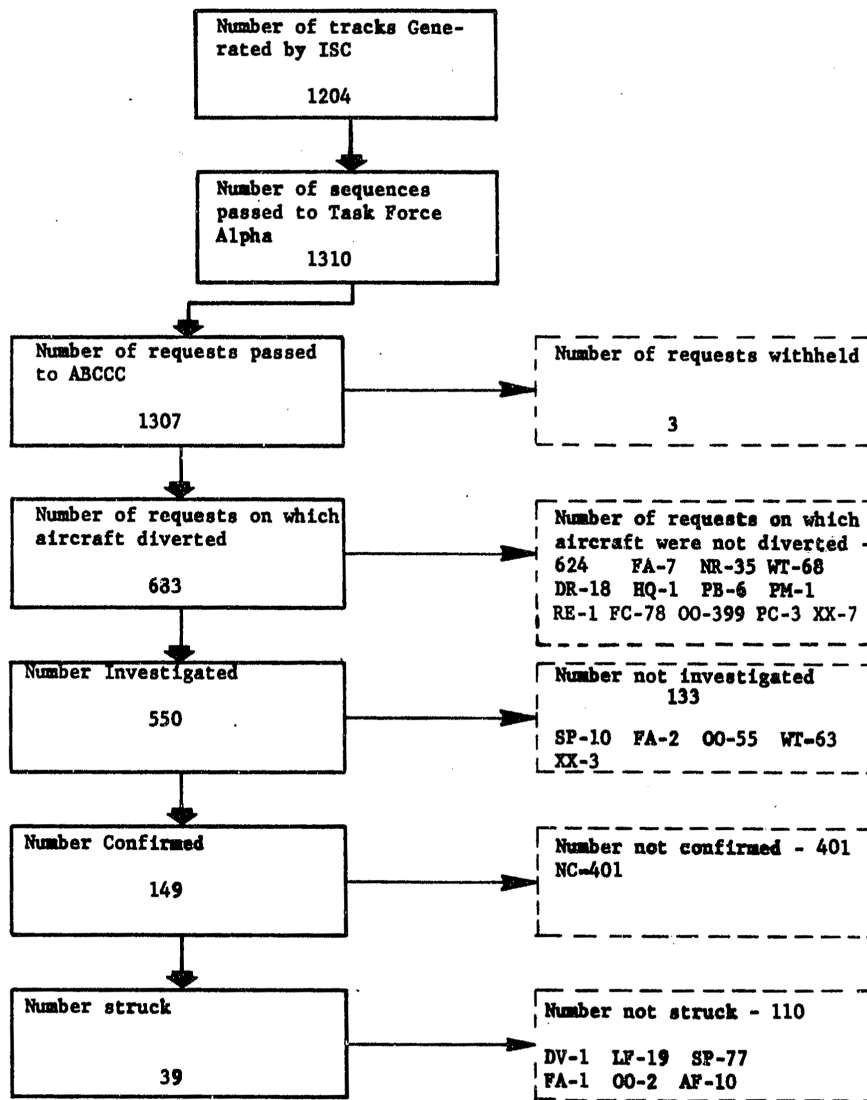 Number of tracks Gene-
rated by ISC
1204
Number of sequences
passed to Task Force
Alpha
1310
Number of requests passed
to ABCCC
1307
Number of requests withheld
3
Number of requests on which
aircraft diverted
683
Number of requests on which
aircraft were not diverted -
624 FA-7 NR-35 WT-68
DR-18 HQ-1 PB-6 PM-1
RE-1 FC-78 OO-399 PC-3 XX-7
Number Investigated
550
Number not investigated
133
SP-10 FA-2 OO-55 WT-63
XX-3
Number Confirmed
149
Number not confirmed - 401
NC-401
Number struck
39
Number not struck - 110
DV-1 LF-19 SP-77
FA-1 OO-2 AF-10